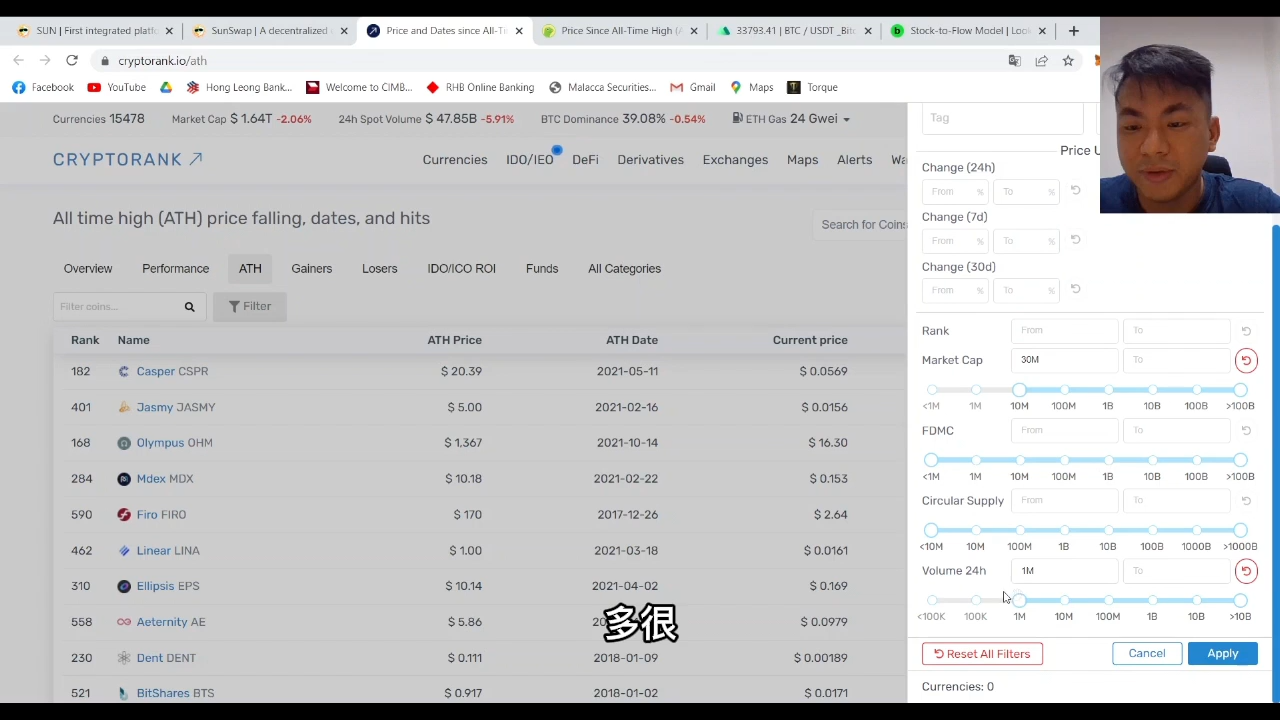 SUN | First integrated platf
SunSwap | A decentralized
Price and Dates since All-Ti
Price Since All-Time High (A
33793.41 | BTC / USDT _Bit
Stock-to-Flow Model | Look
cryptorank.io/ath
Facebook
YouTube
Hong Leong Bank...
Welcome to CIMB...
RHB Online Banking
Malacca Securities...
Gmail
Maps
Torque
Currencies 15478
Market Cap $ 1.64T -2.06%
24h Spot Volume $ 47.85B -5.91%
BTC Dominance 39.08% -0.54%
ETH Gas 24 Gwei
CRYPTORANK
Currencies
IDO/IEO
DeFi
Derivatives
Exchanges
Maps
Alerts
Wa
All time high (ATH) price falling, dates, and hits
Search for Coins
Overview
Performance
ATH
Gainers
Losers
IDO/ICO ROI
Funds
All Categories
Filter coins...
Filter
Rank Name ATH Price ATH Date Current price
182 Casper CSPR $ 20.39 2021-05-11 $ 0.0569
401 Jasmy JASMY $ 5.00 2021-02-16 $ 0.0156
168 Olympus OHM $ 1,367 2021-10-14 $ 16.30
284 Mdex MDX $ 10.18 2021-02-22 $ 0.153
590 Firo FIRO $ 170 2017-12-26 $ 2.64
462 Linear LINA $ 1.00 2021-03-18 $ 0.0161
310 Ellipsis EPS $ 10.14 2021-04-02 $ 0.169
558 Aeternity AE $ 5.86 $ 0.0979
230 Dent DENT $ 0.111 2018-01-09 $ 0.00189
521 BitShares BTS $ 0.917 2018-01-02 $ 0.0171
多很
Tag
Price U
Change (24h)
From % To %
Change (7d)
From % To %
Change (30d)
From % To %
Rank From To
Market Cap 30M To
<1M 1M 10M 100M 1B 10B 100B >100B
FDMC From To
<1M 1M 10M 100M 1B 10B 100B >100B
Circular Supply From To
<10M 10M 100M 1B 10B 100B 1000B >1000B
Volume 24h 1M To
<100K 100K 1M 10M 100M 1B 10B >10B
Reset All Filters
Cancel
Apply
Currencies: 0